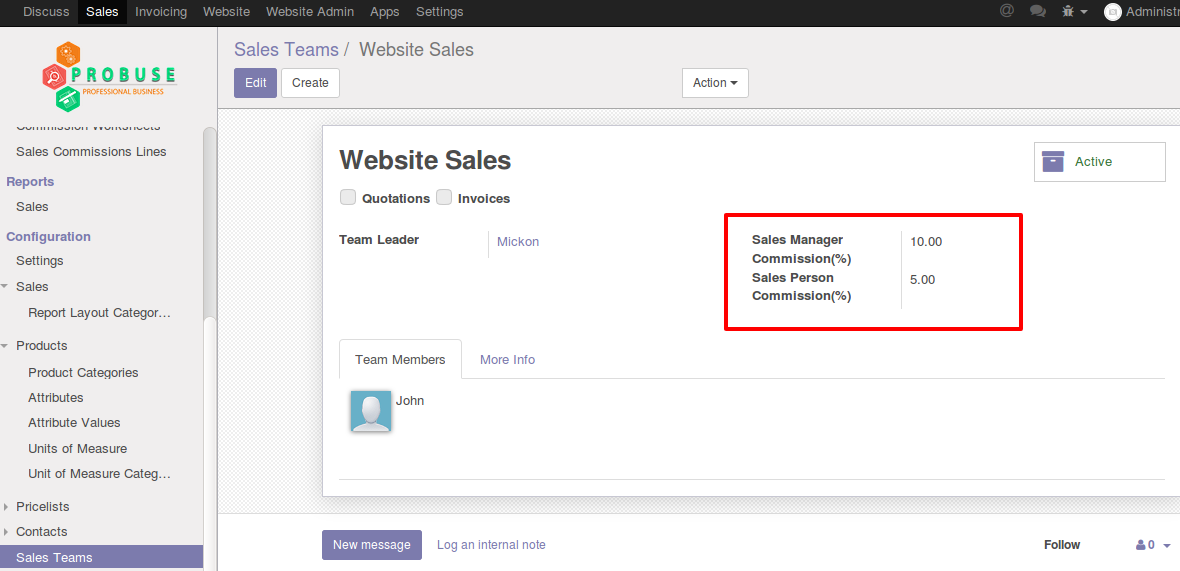 Discuss Sales Invoicing Website Website Admin Apps Settings @ Administr
PROBUSE
PROFESSIONAL BUSINESS
Commission Worksheets
Sales Commissions Lines
Reports
Sales
Configuration
Settings
Sales
Report Layout Categor...
Products
Product Categories
Attributes
Attribute Values
Units of Measure
Unit of Measure Categ...
Pricelists
Contacts
Sales Teams
Sales Teams / Website Sales
Edit Create Action
Website Sales
Active
Quotations Invoices
Team Leader Mickon
Sales Manager
Commission(%) 10.00
Sales Person
Commission(%) 5.00
Team Members More Info
John
New message Log an internal note Follow 0